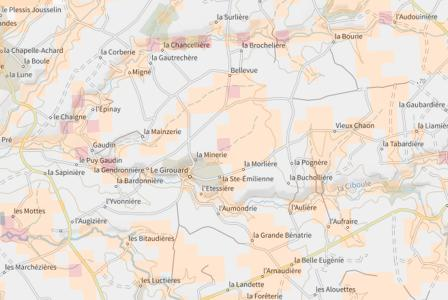 le Plessis Jousselin
la Surlière
l'Audouinière
la Bourie
la Chapelle-Achard
la Chancelière
la Brochelière
la Corberie
la Gautrechère
la Boule
la Lune
Migné
Bellevue
l'Épinay
la Gaubardière
le Chaigne
Vieux Chaon
la Mainzerie
Pré
Gaudin
la Tabardière
la Minerie
le Puy Gaudin
la Morlière
la Pognère
la Gendronnière
Le Girouard
la Sapinière
la Bardonnière
la Ste-Émilienne
la Bucholière
l'Etessière
la Ciboule
l'Yvonnière
les Mottes
l'Aumondrie
l'Aulière
l'Augizière
l'Aufraire
les Bitaudières
la Grande Bénatrie
la Belle Eugénie
les Marchézières
l'Arnaudière
les Luctières
la Landette
les Alouettes
la Forêterie